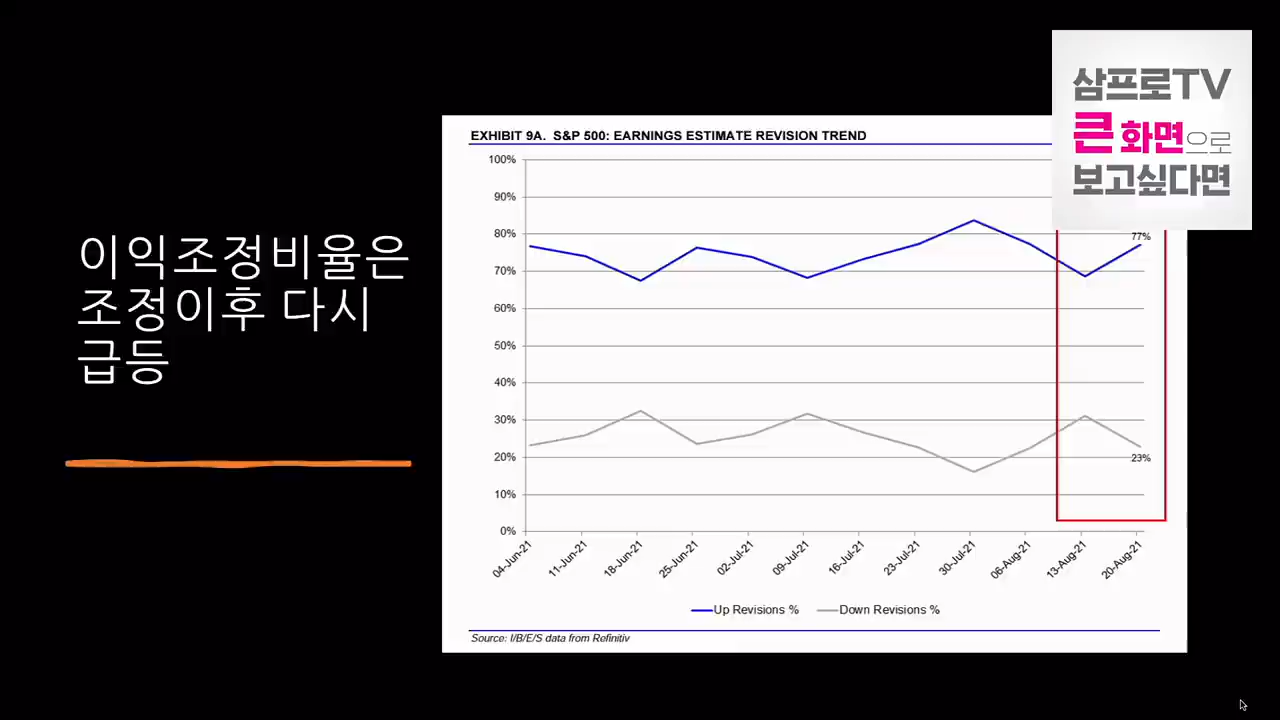 삼프로TV
큰 화면으로
보고싶다면
이익조정비율은
조정이후 다시
급등
EXHIBIT 9A. S&P 500: EARNINGS ESTIMATE REVISION TREND
100%
90%
80%
70%
60%
50%
40%
30%
20%
10%
0%
77%
23%
04-Jun-21
11-Jun-21
18-Jun-21
25-Jun-21
02-Jul-21
09-Jul-21
16-Jul-21
23-Jul-21
30-Jul-21
06-Aug-21
13-Aug-21
20-Aug-21
Up Revisions %
Down Revisions %
Source: I/B/E/S data from Refinitiv